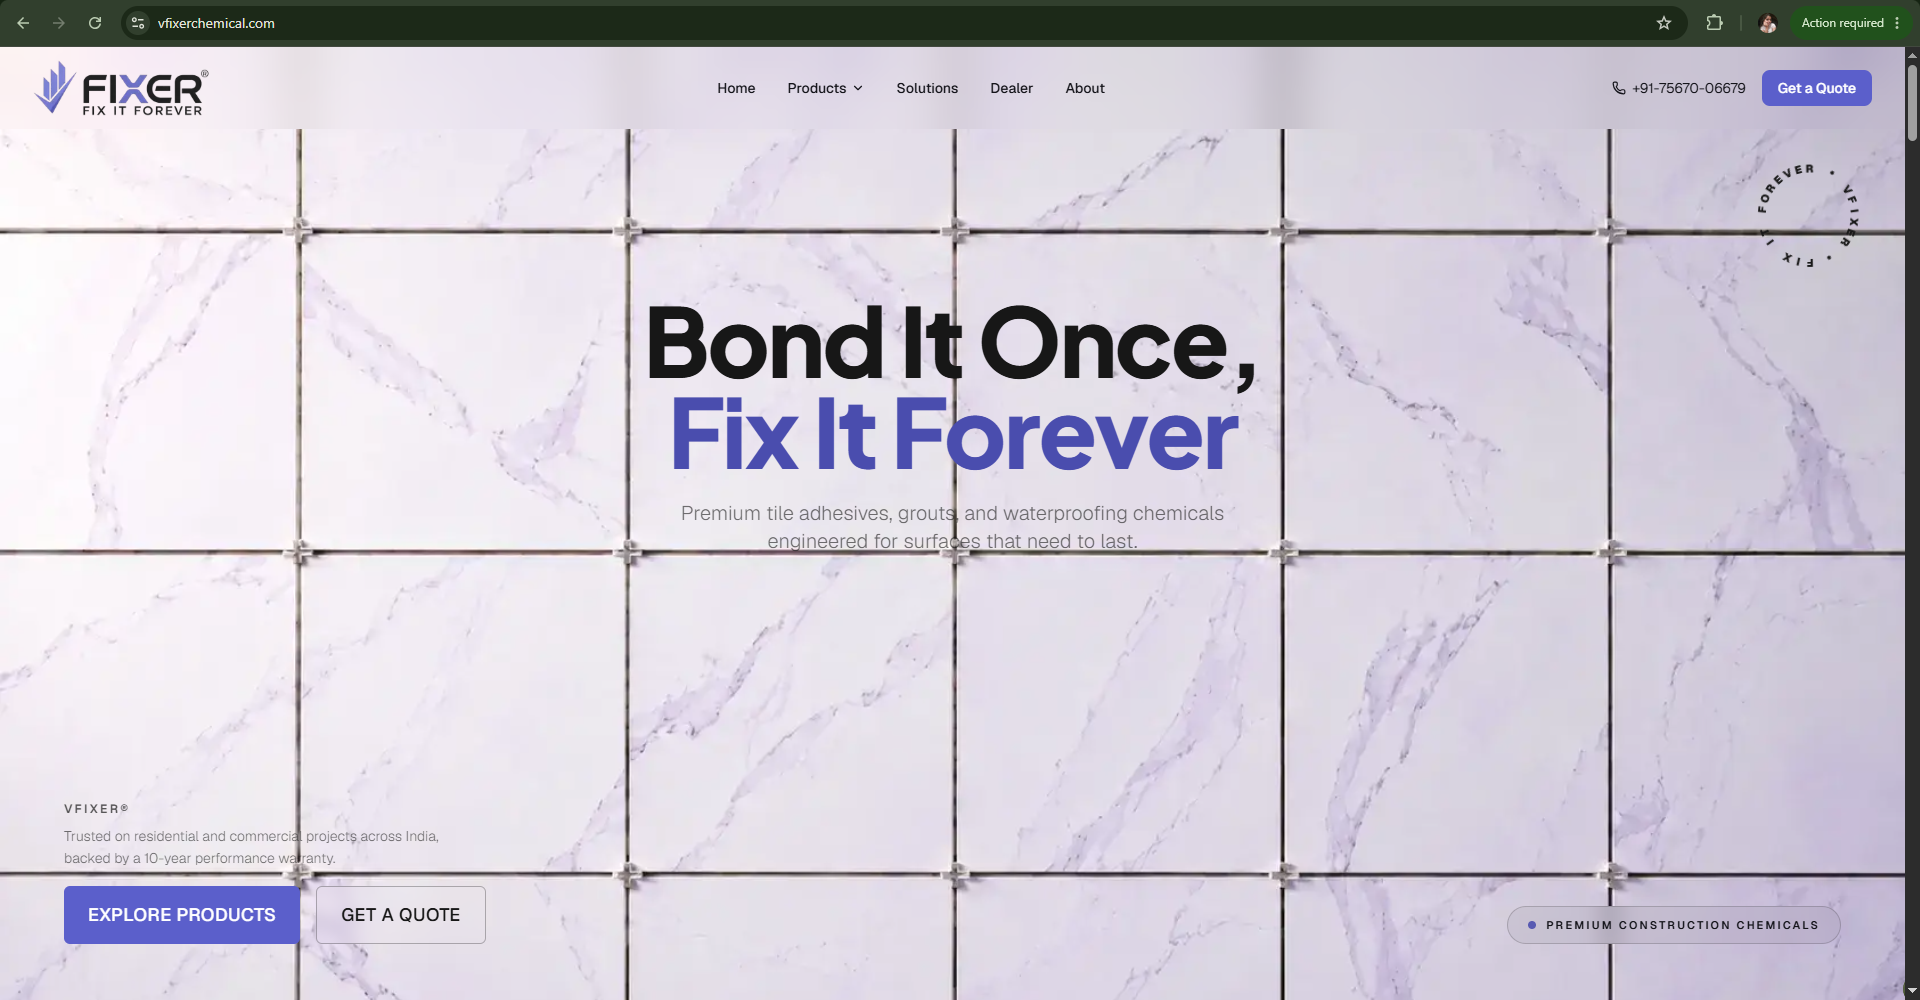 vfixerchemical.com
Action required
FIXER®
FIX IT FOREVER
Home
Products
Solutions
Dealer
About
+91-75670-06679
Get a Quote
FOREVER • VFIXER • FIX IT
Bond It Once,
Fix It Forever
Premium tile adhesives, grouts, and waterproofing chemicals
engineered for surfaces that need to last.
VFIXER®
Trusted on residential and commercial projects across India,
backed by a 10-year performance warranty.
EXPLORE PRODUCTS
GET A QUOTE
PREMIUM CONSTRUCTION CHEMICALS